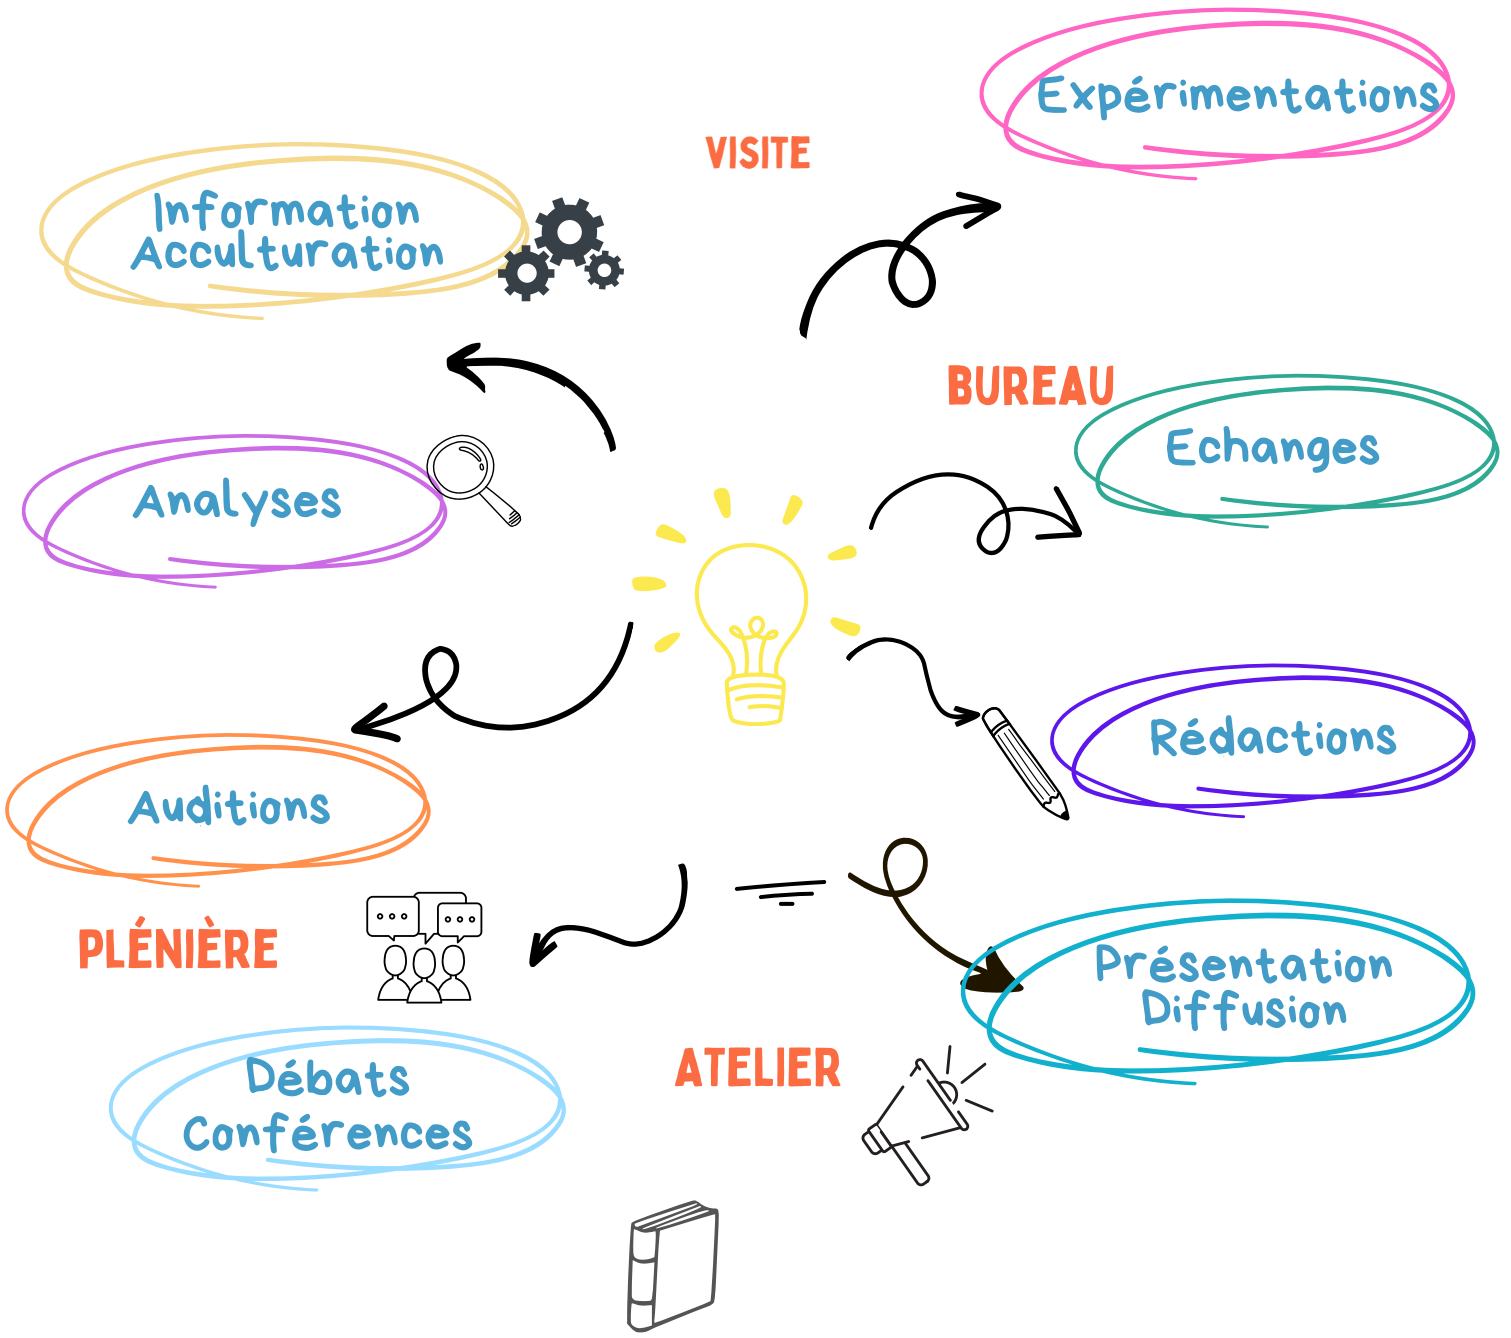 Expérimentations
VISITE
Information
Acculturation
BUREAU
Echanges
Analyses
Rédactions
Auditions
PLÉNIÈRE
Présentation
Diffusion
ATELIER
Débats
Conférences